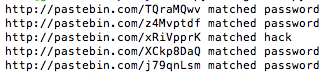 http://pastebin.com/TQraMQwv matched password
http://pastebin.com/z4Mvptdf matched password
http://pastebin.com/xRiVpprK matched hack
http://pastebin.com/XCkp8DaQ matched password
http://pastebin.com/j79qnLsm matched password